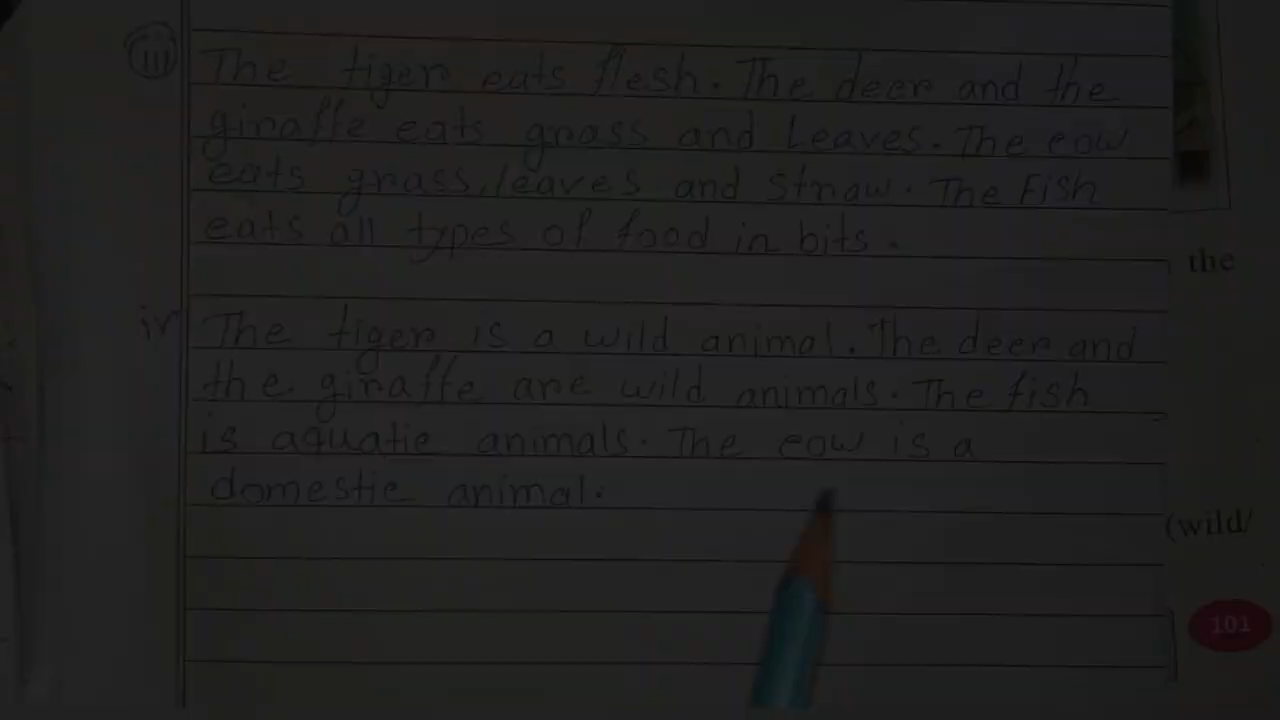 (iii) The tiger eats flesh. The deer and the
giraffe eats grass and leaves. The cow
eats grass, leaves and straw. The Fish
eats all types of food in bits.
the
iv The tiger is a wild animal. The deer and
the giraffe are wild animals. The fish
is aquatic animals. The cow is a
domestic animal.
(wild/
101